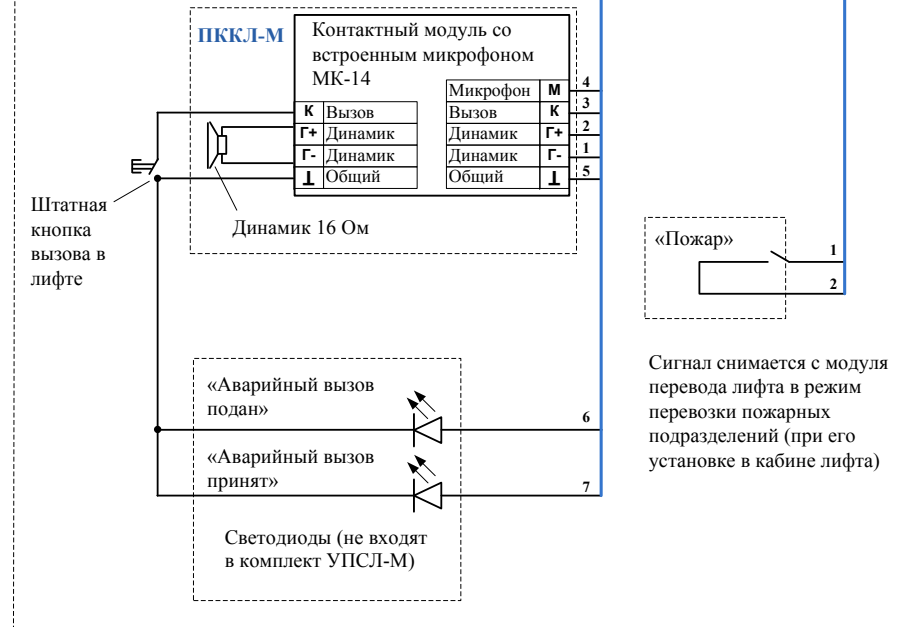 ПККЛ-М
Контактный модуль со
встроенным микрофоном
МК-14
Микрофон М 4
К Вызов Вызов К 3
Г+ Динамик Динамик Г+ 2
Г- Динамик Динамик Г- 1
⊥ Общий Общий ⊥ 5
Штатная
кнопка
вызова в
лифте
Динамик 16 Ом
«Пожар»
1
2
Сигнал снимается с модуля
перевода лифта в режим
перевозки пожарных
подразделений (при его
установке в кабине лифта)
«Аварийный вызов
подан»
6
«Аварийный вызов
принят»
7
Светодиоды (не входят
в комплект УПСЛ-М)